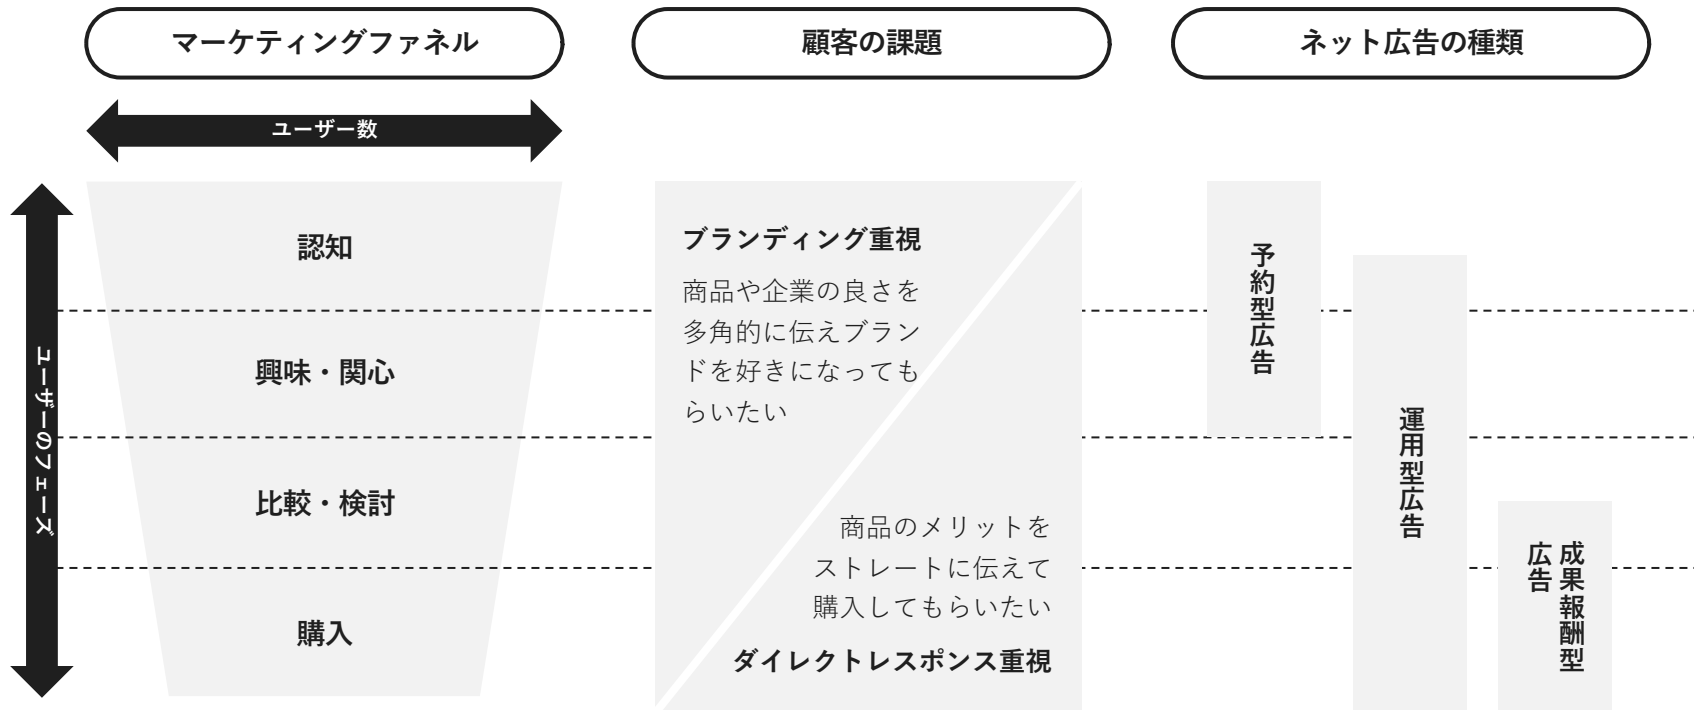 マーケティングファネル
顧客の課題
ネット広告の種類
ユーザー数
ユーザーのフェーズ
認知
興味・関心
比較・検討
購入
ブランディング重視
商品や企業の良さを
多角的に伝えブラン
ドを好きになっても
らいたい
商品のメリットを
ストレートに伝えて
購入してもらいたい
ダイレクトレスポンス重視
予約型広告
運用型広告
成果報酬型
広告